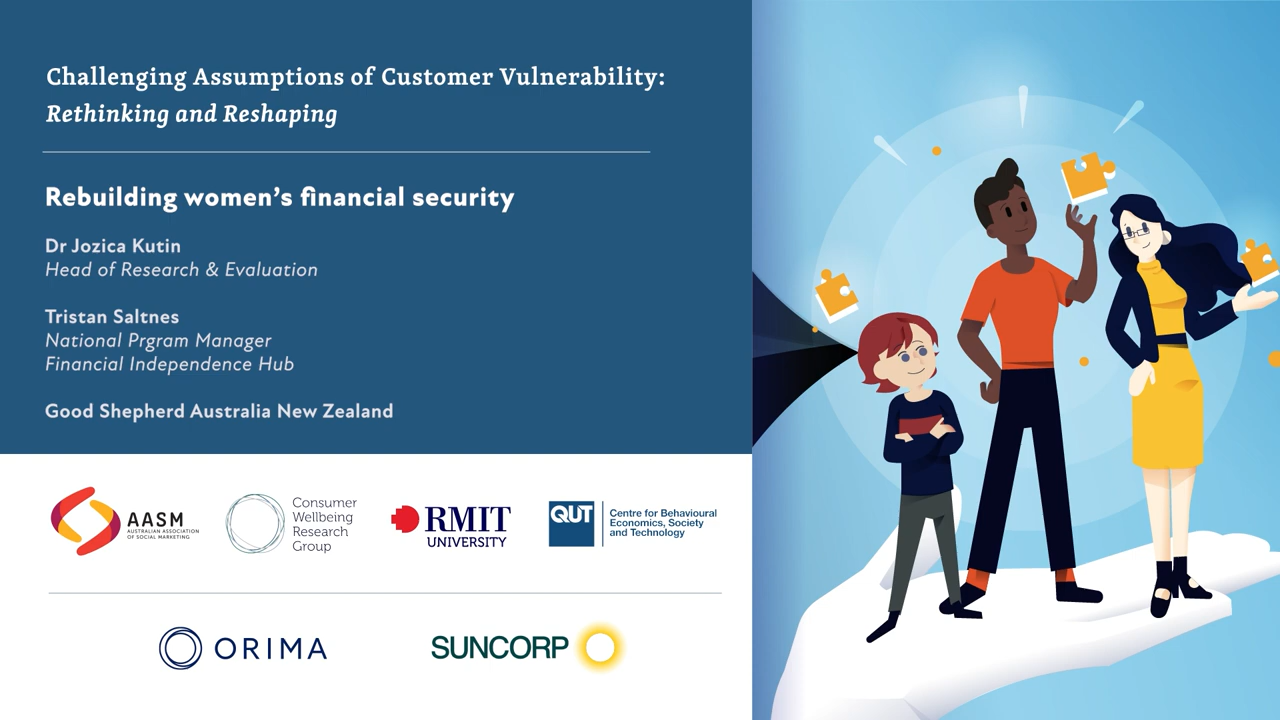 Challenging Assumptions of Customer Vulnerability:
Rethinking and Reshaping
Rebuilding women's financial security
Dr Jozica Kutin
Head of Research & Evaluation
Tristan Saltnes
National Prgram Manager
Financial Independence Hub
Good Shepherd Australia New Zealand
AASM
AUSTRALIAN ASSOCIATION
OF SOCIAL MARKETING
Consumer
Wellbeing
Research
Group
RMIT
UNIVERSITY
QUT
Centre for Behavioural
Economics, Society
and Technology
ORIMA
SUNCORP